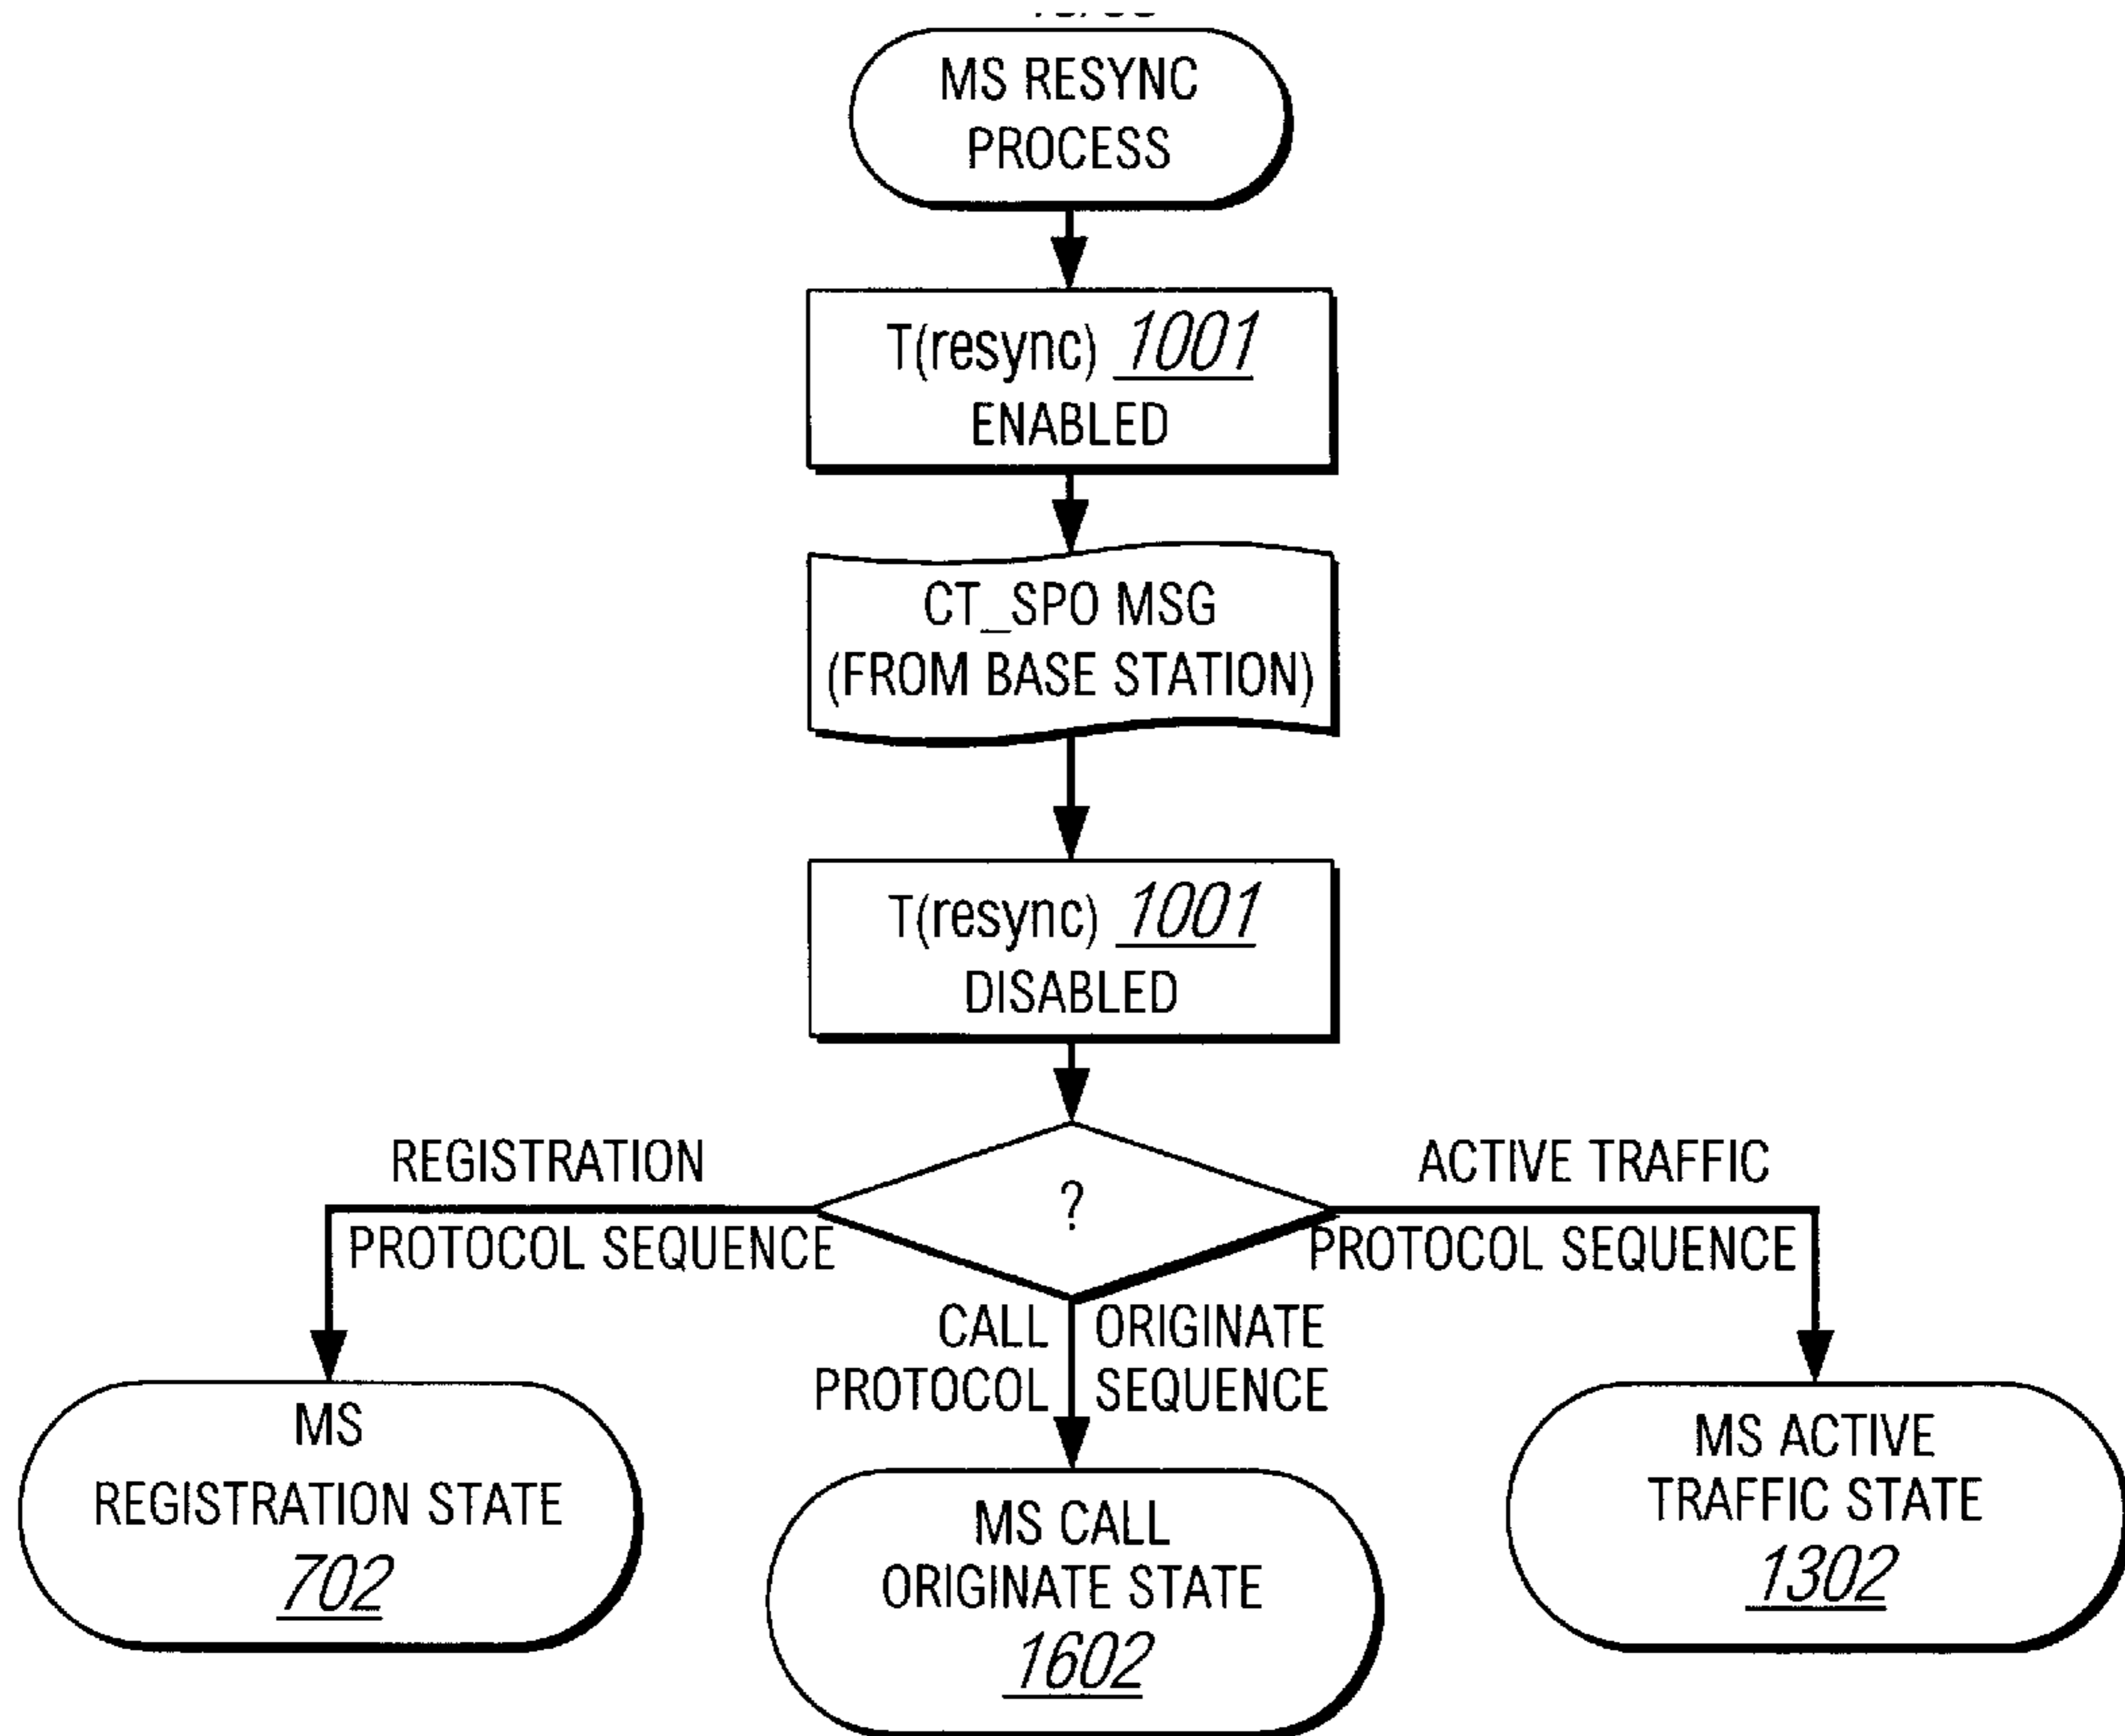 MS RESYNC
PROCESS
T(resync) 1001
ENABLED
CT_SPO MSG
(FROM BASE STATION)
T(resync) 1001
DISABLED
?
REGISTRATION
PROTOCOL SEQUENCE
ACTIVE TRAFFIC
PROTOCOL SEQUENCE
CALL ORIGINATE
PROTOCOL SEQUENCE
MS
REGISTRATION STATE
702
MS CALL
ORIGINATE STATE
1602
MS ACTIVE
TRAFFIC STATE
1302